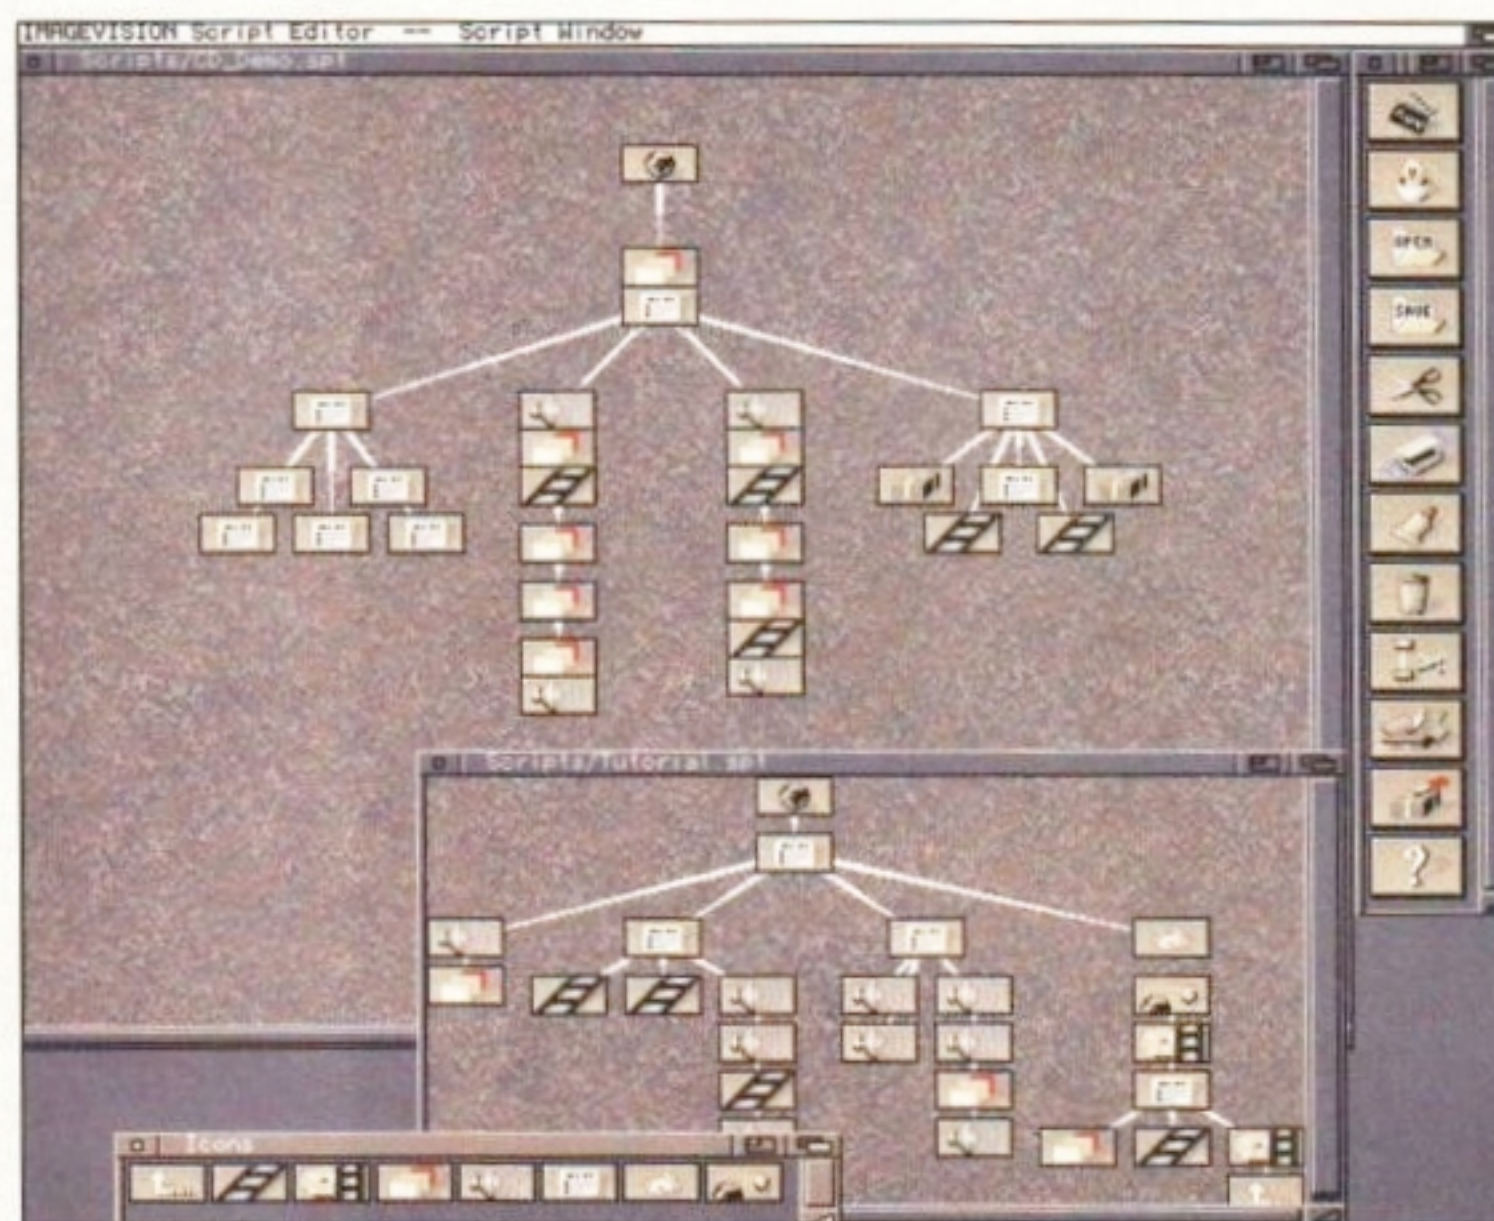 IMAGEVISION Script Editor -- Script Window
Scripts/CD_Demo.spt
OPEN
SAVE
Scripts/Tutorial.spt
Icons